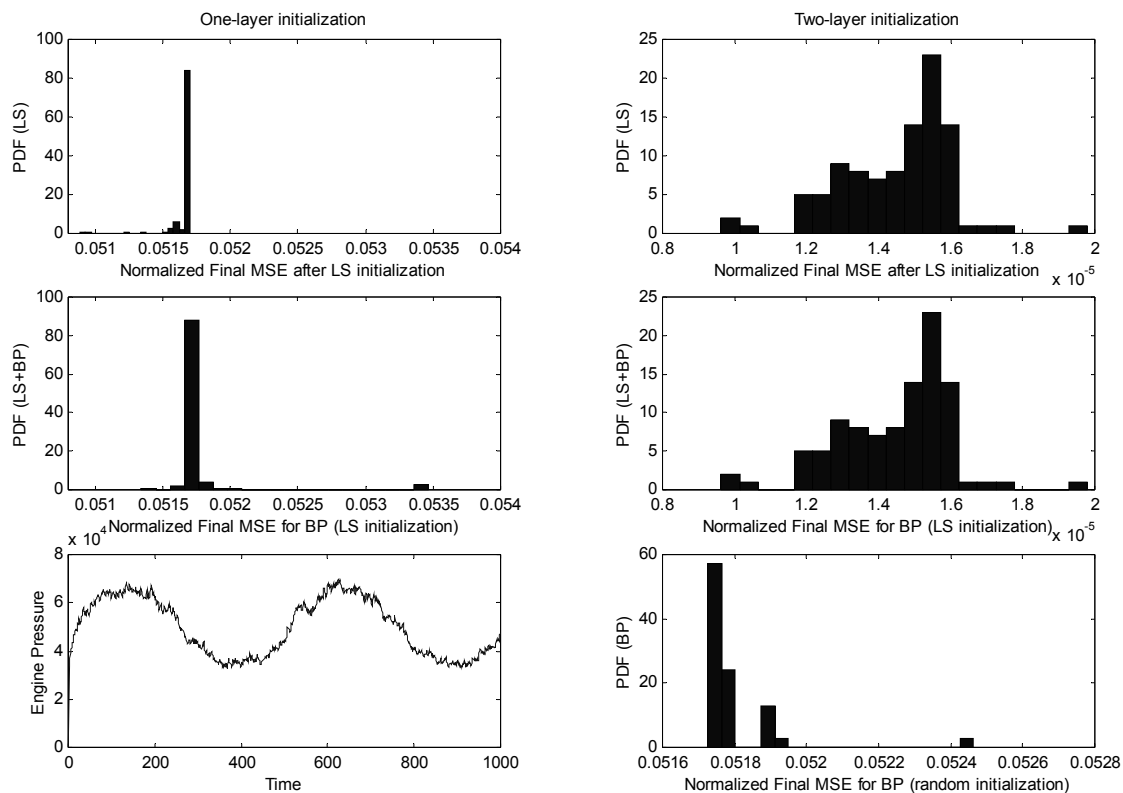 One-layer initialization
PDF (LS)
100
80
60
40
20
0
0.051 0.0515 0.052 0.0525 0.053 0.0535 0.054
Normalized Final MSE after LS initialization
Two-layer initialization
PDF (LS)
25
20
15
10
5
0
0.8 1 1.2 1.4 1.6 1.8 2
Normalized Final MSE after LS initialization
x 10^-5
PDF (LS+BP)
100
80
60
40
20
0
0.051 0.0515 0.052 0.0525 0.053 0.0535 0.054
Normalized Final MSE for BP (LS initialization)
PDF (LS+BP)
25
20
15
10
5
0
0.8 1 1.2 1.4 1.6 1.8 2
Normalized Final MSE for BP (LS initialization)
x 10^-5
x 10^4
Engine Pressure
8
6
4
2
0
0 200 400 600 800 1000
Time
PDF (BP)
60
40
20
0
0.0516 0.0518 0.052 0.0522 0.0524 0.0526 0.0528
Normalized Final MSE for BP (random initialization)